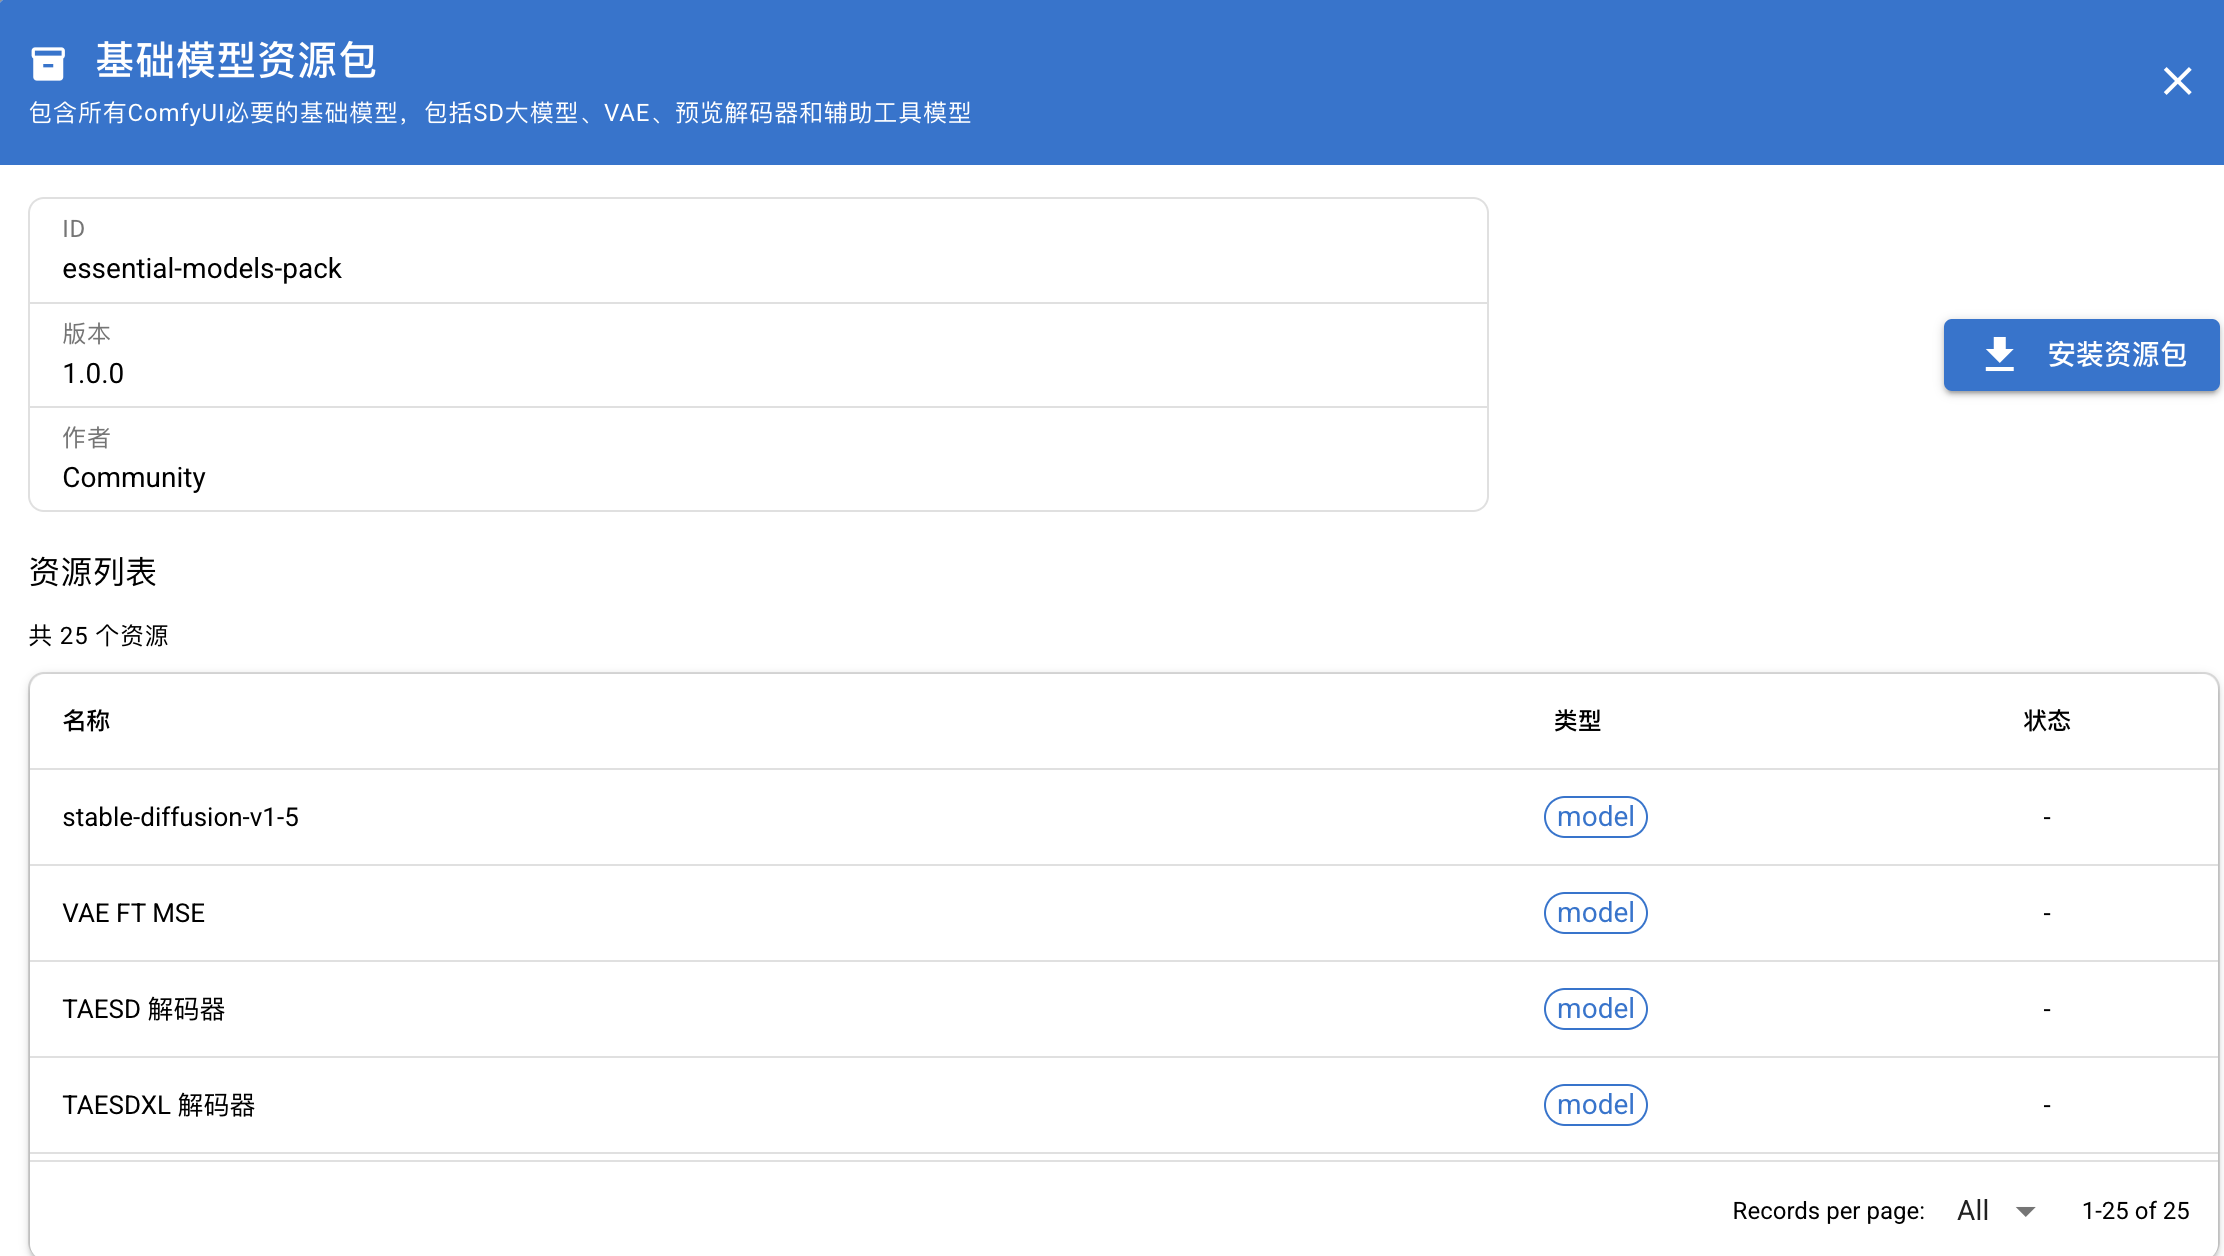 基础模型资源包
包含所有ComfyUI必要的基础模型，包括SD大模型、VAE、预览解码器和辅助工具模型
ID
essential-models-pack
版本
1.0.0
作者
Community
安装资源包
资源列表
共 25 个资源
名称 类型 状态
stable-diffusion-v1-5 model -
VAE FT MSE model -
TAESD 解码器 model -
TAESDXL 解码器 model -
Records per page: All 1-25 of 25